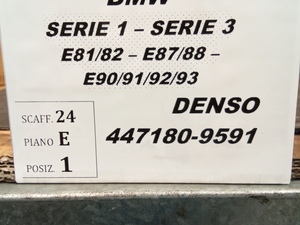 BMW
SERIE 1 – SERIE 3
E81/82 – E87/88 –
E90/91/92/93
DENSO
447180-9591
SCAFF. 24
PIANO E
POSIZ. 1